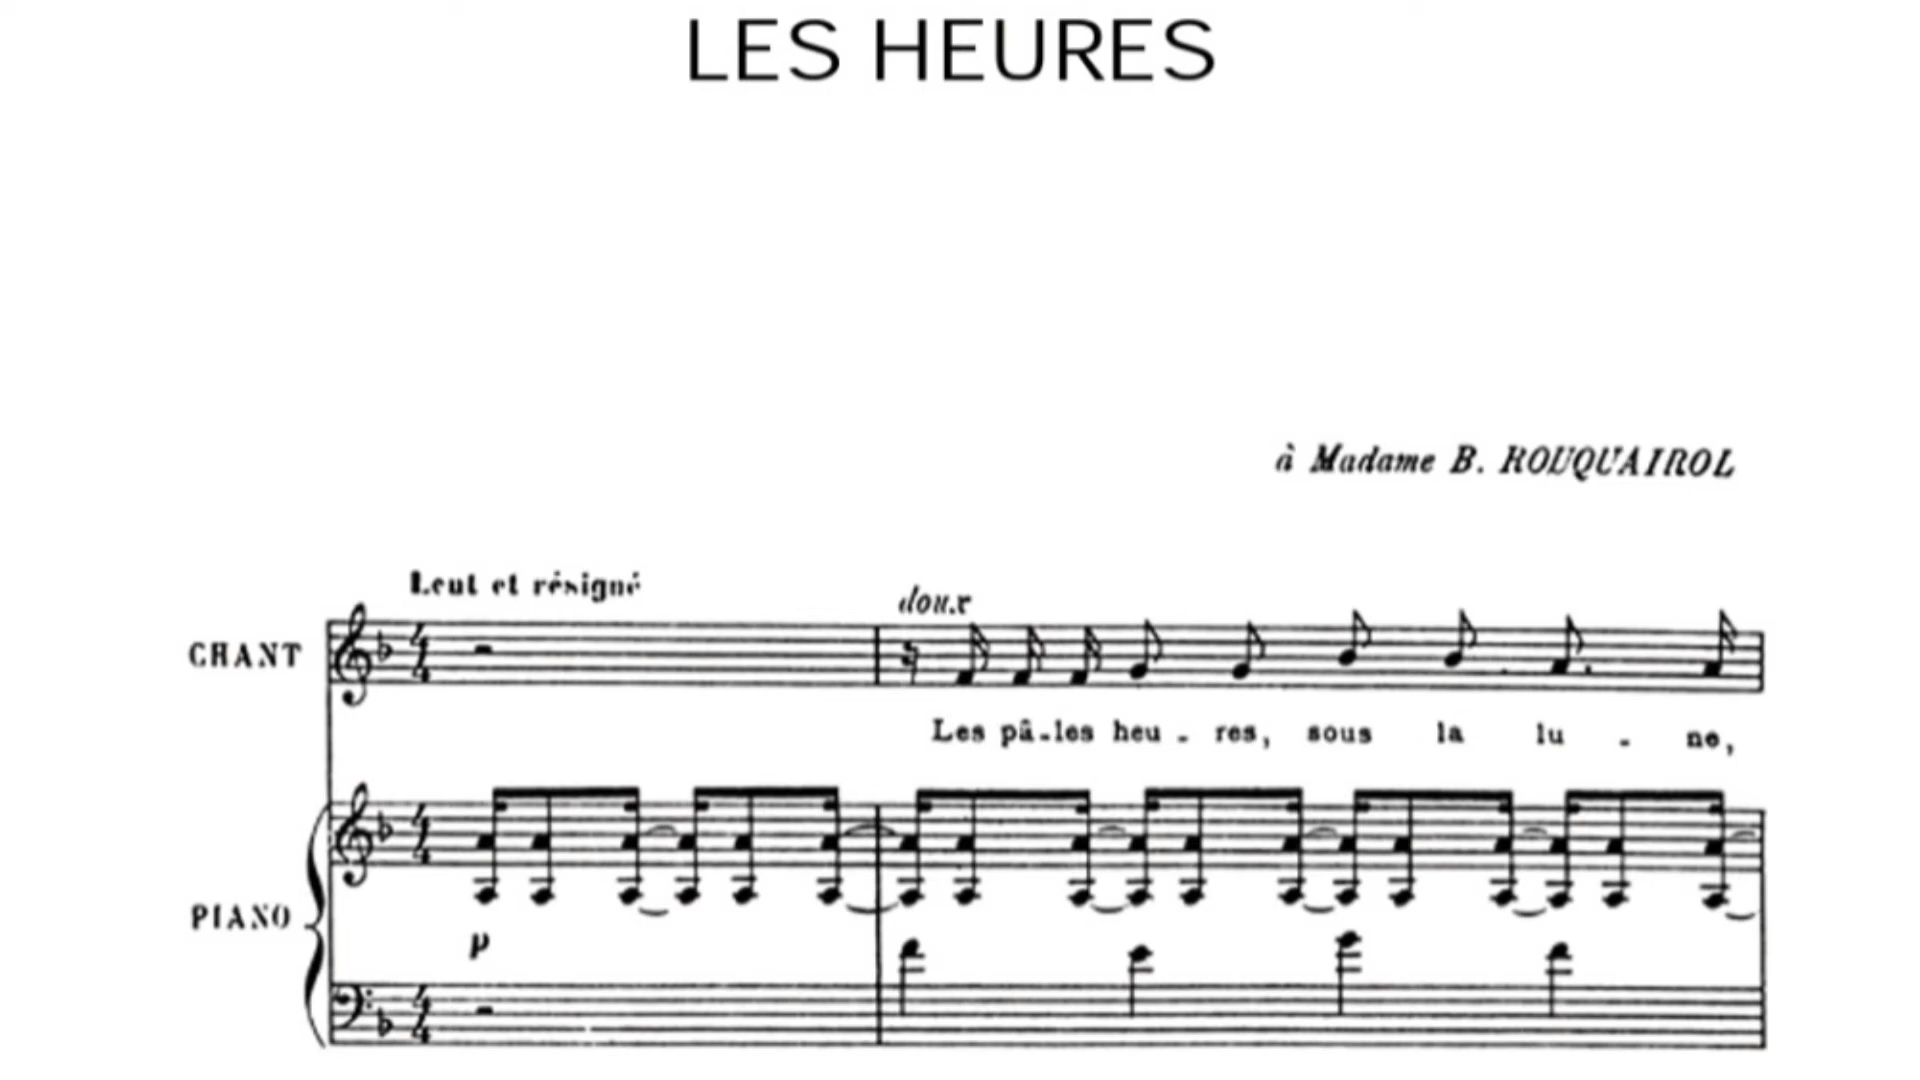 LES HEURES
à Madame B. ROUQUAIROL
Lent et résigné
doux
CHANT
Les pâ-les heu - res, sous la lu - ne,
PIANO
p